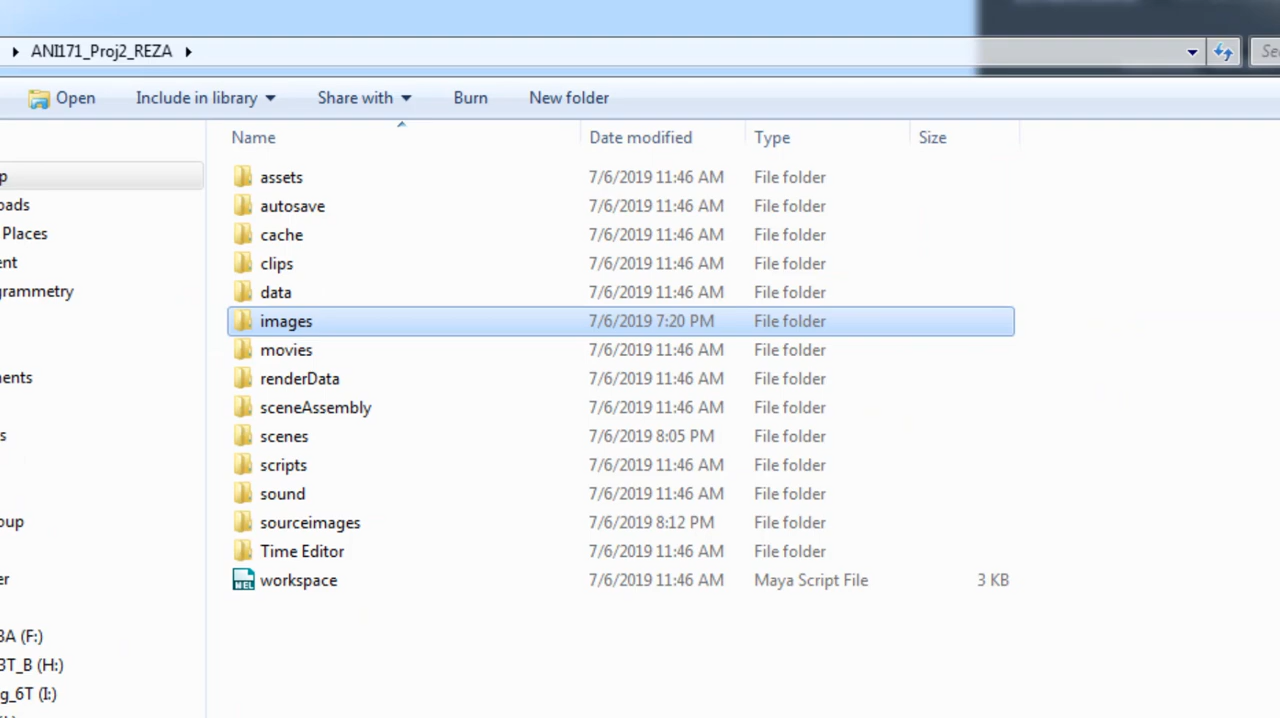 ANI171_Proj2_REZA
Open Include in library Share with Burn New folder
Name Date modified Type Size
assets 7/6/2019 11:46 AM File folder
autosave 7/6/2019 11:46 AM File folder
oads
cache 7/6/2019 11:46 AM File folder
Places
clips 7/6/2019 11:46 AM File folder
nt
data 7/6/2019 11:46 AM File folder
grammetry
images 7/6/2019 7:20 PM File folder
movies 7/6/2019 11:46 AM File folder
renderData 7/6/2019 11:46 AM File folder
ents
sceneAssembly 7/6/2019 11:46 AM File folder
scenes 7/6/2019 8:05 PM File folder
s
scripts 7/6/2019 11:46 AM File folder
sound 7/6/2019 11:46 AM File folder
sourceimages 7/6/2019 8:12 PM File folder
oup
Time Editor 7/6/2019 11:46 AM File folder
workspace 7/6/2019 11:46 AM Maya Script File 3 KB
er
(F:)
3T_B (H:)
g_6T (I:)